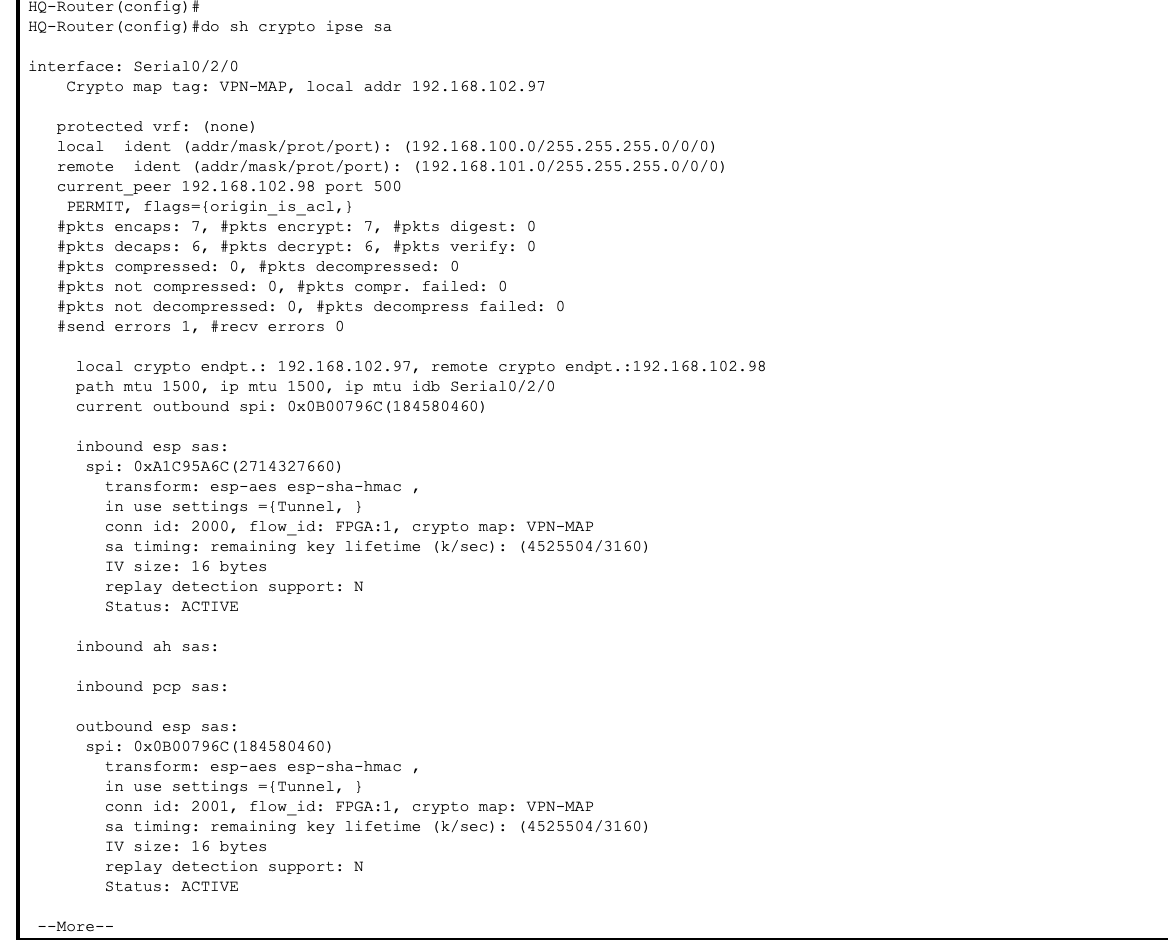 HQ-Router(config)#
HQ-Router(config)#do sh crypto ipse sa
interface: Serial0/2/0
Crypto map tag: VPN-MAP, local addr 192.168.102.97
protected vrf: (none)
local  ident (addr/mask/prot/port): (192.168.100.0/255.255.255.0/0/0)
remote  ident (addr/mask/prot/port): (192.168.101.0/255.255.255.0/0/0)
current_peer 192.168.102.98 port 500
PERMIT, flags={origin_is_acl,}
#pkts encaps: 7, #pkts encrypt: 7, #pkts digest: 0
#pkts decaps: 6, #pkts decrypt: 6, #pkts verify: 0
#pkts compressed: 0, #pkts decompressed: 0
#pkts not compressed: 0, #pkts compr. failed: 0
#pkts not decompressed: 0, #pkts decompress failed: 0
#send errors 1, #recv errors 0
local crypto endpt.: 192.168.102.97, remote crypto endpt.:192.168.102.98
path mtu 1500, ip mtu 1500, ip mtu idb Serial0/2/0
current outbound spi: 0x0B00796C(184580460)
inbound esp sas:
spi: 0xA1C95A6C(2714327660)
transform: esp-aes esp-sha-hmac ,
in use settings ={Tunnel, }
conn id: 2000, flow_id: FPGA:1, crypto map: VPN-MAP
sa timing: remaining key lifetime (k/sec): (4525504/3160)
IV size: 16 bytes
replay detection support: N
Status: ACTIVE
inbound ah sas:
inbound pcp sas:
outbound esp sas:
spi: 0x0B00796C(184580460)
transform: esp-aes esp-sha-hmac ,
in use settings ={Tunnel, }
conn id: 2001, flow_id: FPGA:1, crypto map: VPN-MAP
sa timing: remaining key lifetime (k/sec): (4525504/3160)
IV size: 16 bytes
replay detection support: N
Status: ACTIVE
--More--